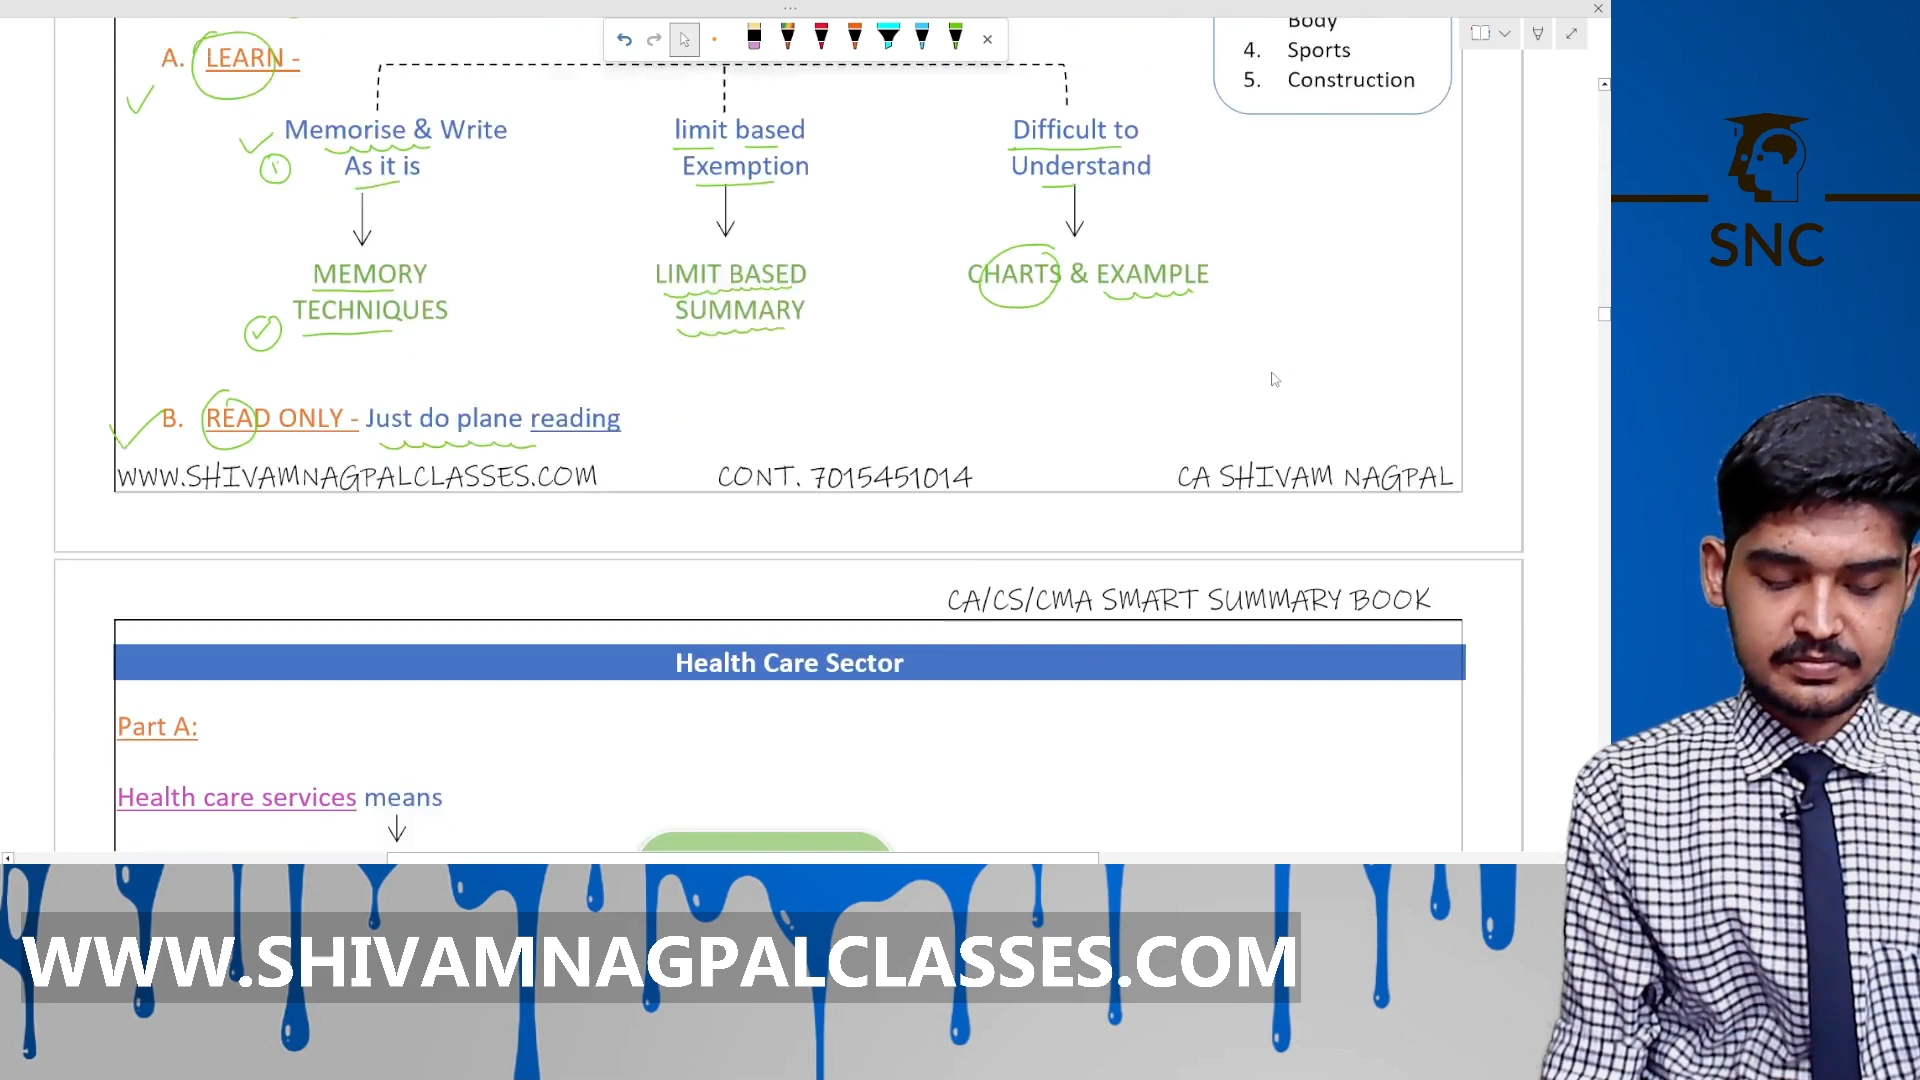 Body
4. Sports
5. Construction
A. LEARN -
Memorise & Write
As it is
limit based
Exemption
Difficult to
Understand
MEMORY
TECHNIQUES
LIMIT BASED
SUMMARY
CHARTS & EXAMPLE
B. READ ONLY - Just do plane reading
WWW.SHIVAMNAGPALCLASSES.COM CONT. 7015451014 CA SHIVAM NAGPAL
CA/CS/CMA SMART SUMMARY BOOK
Health Care Sector
Part A:
Health care services means
SNC
WWW.SHIVAMNAGPALCLASSES.COM